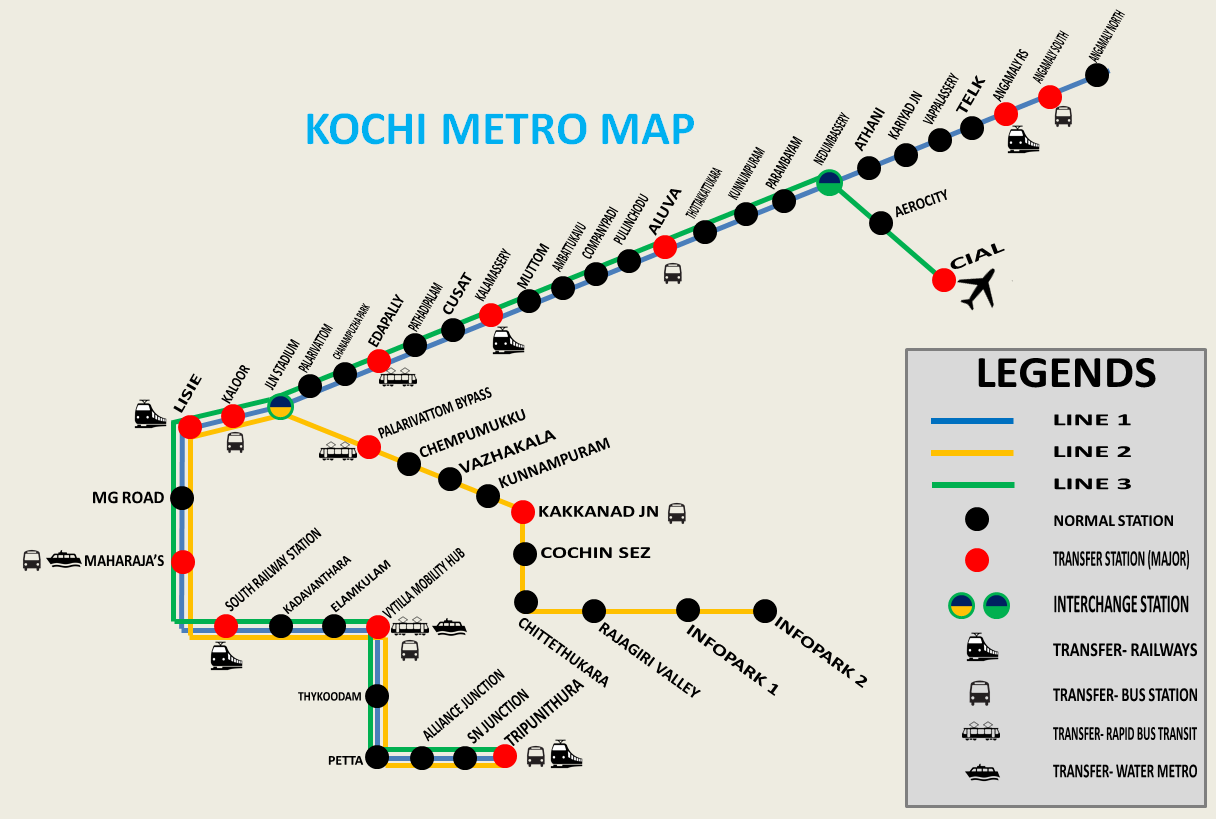 KOCHI METRO MAP
ANGAMALY NORTH
ANGAMALY SOUTH
ANGAMALY RS
TELK
VAPPALASSERY
KARIYAD JN
ATHANI
NEDUMBASSERY
AEROCITY
CIAL
PARAMBAYAM
KUNNUMPURAM
THOTTAKKATTUKARA
ALUVA
PULLINCHODU
COMPANYPADI
AMBATTUKAVU
MUTTOM
KALAMASSERY
CUSAT
PATHADIPALAM
EDAPALLY
CHANAMPUZHA PARK
PALARIVATTOM
JLN STADIUM
KALOOR
LISIE
PALARIVATTOM BYPASS
CHEMPUMUKKU
VAZHAKALA
KUNNAMPURAM
KAKKANAD JN
COCHIN SEZ
CHITTETHUKARA
RAJAGIRI VALLEY
INFOPARK 1
INFOPARK 2
MG ROAD
MAHARAJA'S
SOUTH RAILWAY STATION
KADAVANTHARA
ELAMKULAM
VYTILLA MOBILITY HUB
THYKOODAM
PETTA
ALLIANCE JUNCTION
SN JUNCTION
TRIPUNITHURA
LEGENDS
LINE 1
LINE 2
LINE 3
NORMAL STATION
TRANSFER STATION (MAJOR)
INTERCHANGE STATION
TRANSFER- RAILWAYS
TRANSFER- BUS STATION
TRANSFER- RAPID BUS TRANSIT
TRANSFER- WATER METRO